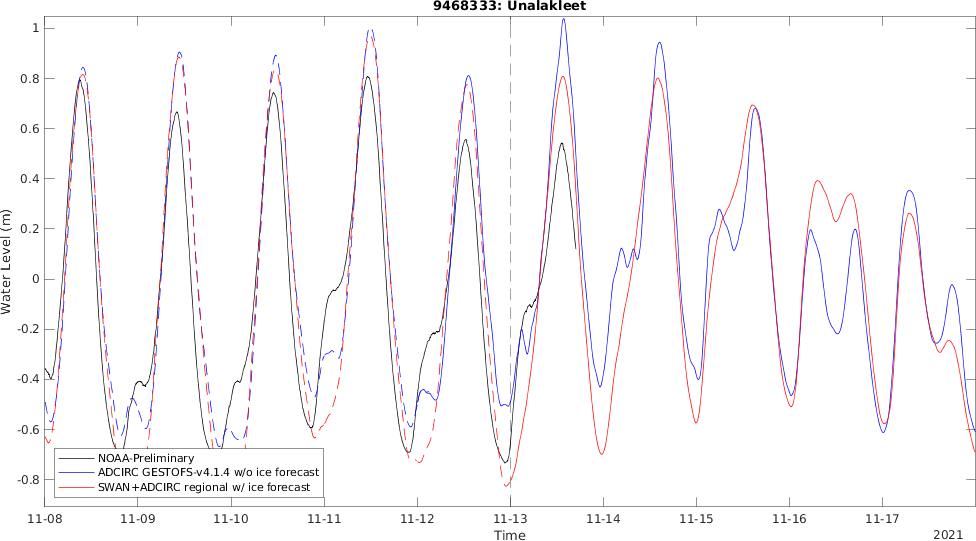 9468333: Unalakleet
1
0.8
0.6
0.4
0.2
0
-0.2
-0.4
-0.6
-0.8
Water Level (m)
NOAA-Preliminary
ADCIRC GESTOFS-v4.1.4 w/o ice forecast
SWAN+ADCIRC regional w/ ice forecast
11-08 11-09 11-10 11-11 11-12 11-13 11-14 11-15 11-16 11-17
Time
2021